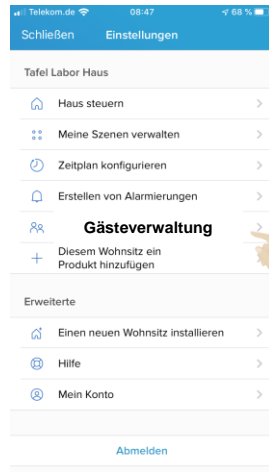 Telekom.de 08:47 68 %
Schließen Einstellungen
Tafel Labor Haus
Haus steuern
Meine Szenen verwalten
Zeitplan konfigurieren
Erstellen von Alarmierungen
Gästeverwaltung
Diesem Wohnsitz ein
Produkt hinzufügen
Erweiterte
Einen neuen Wohnsitz installieren
Hilfe
Mein Konto
Abmelden